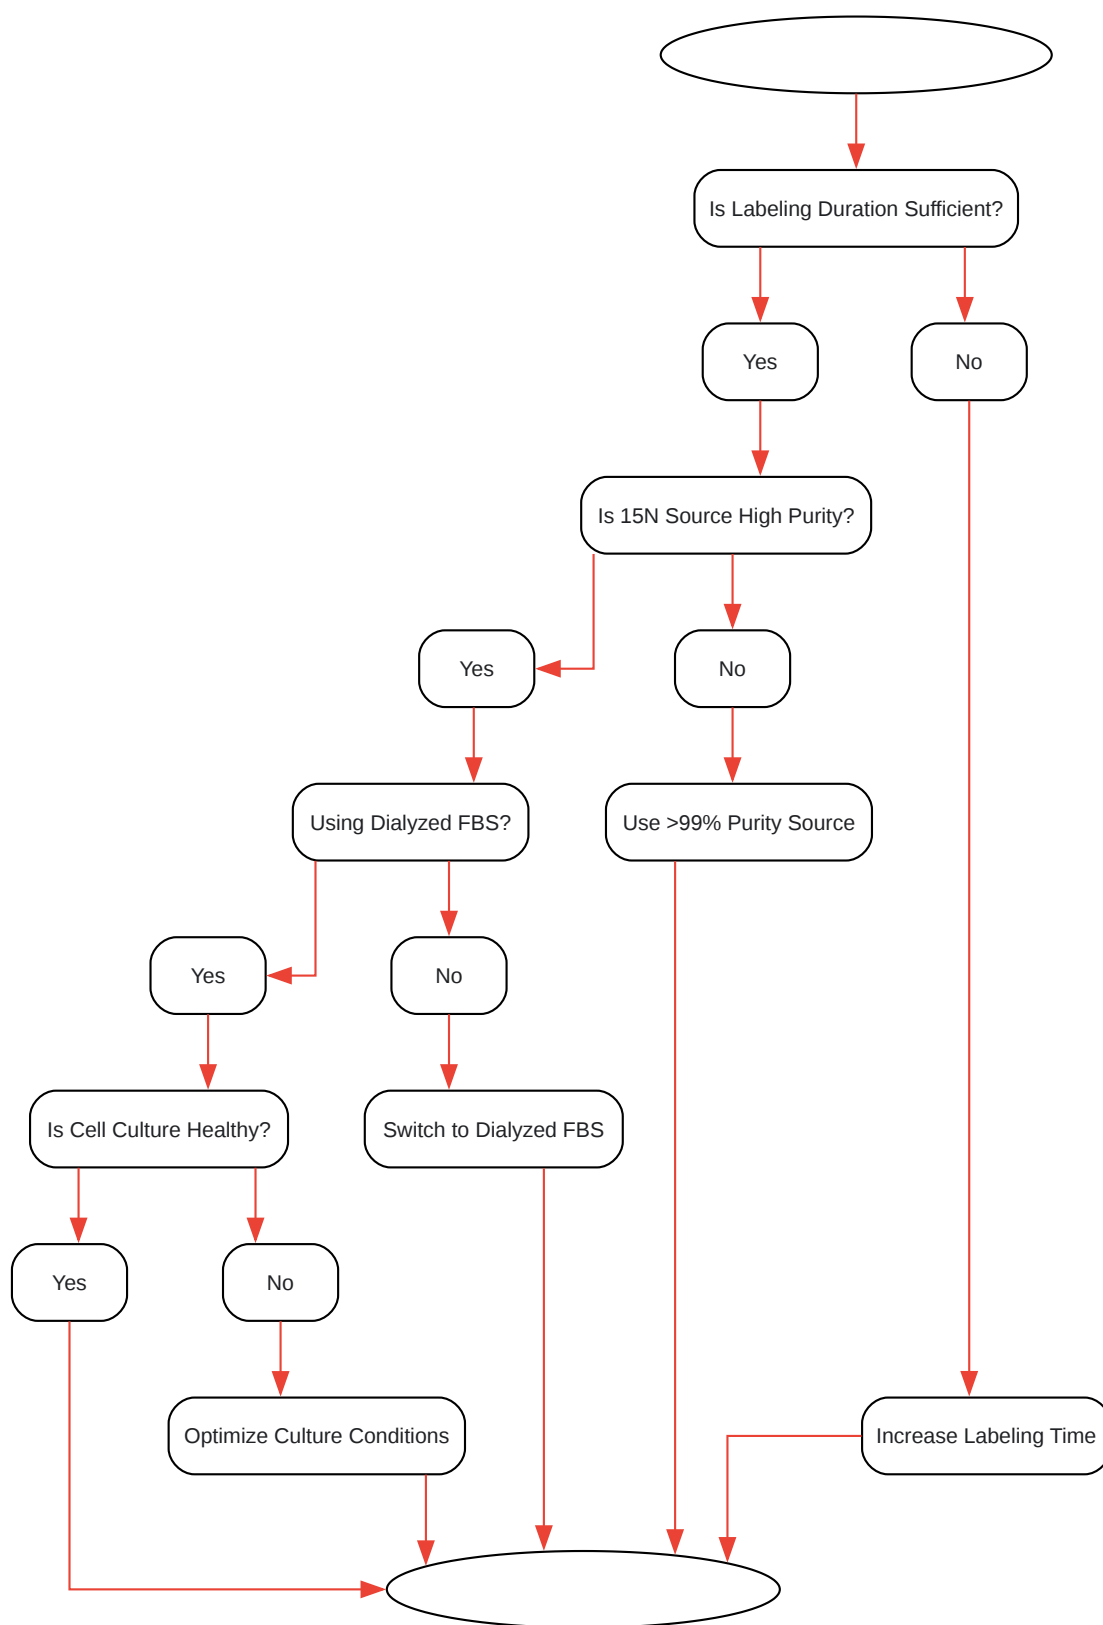 Is Labeling Duration Sufficient?
Yes
No
Is 15N Source High Purity?
Yes
No
Using Dialyzed FBS?
Use >99% Purity Source
Yes
No
Is Cell Culture Healthy?
Switch to Dialyzed FBS
Yes
No
Optimize Culture Conditions
Increase Labeling Time